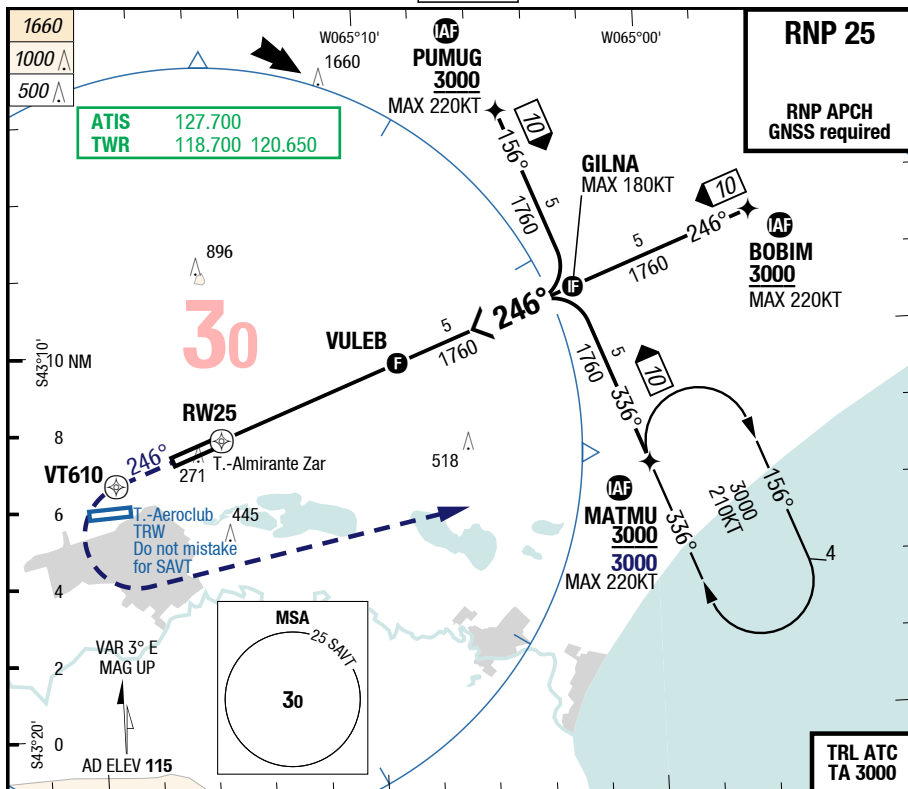 1660
1000
500
ATIS 127.700
TWR 118.700 120.650
W065°10'
1660
IAF
PUMUG
3000
MAX 220KT
W065°00'
RNP 25
RNP APCH
GNSS required
10
156°
5
1760
GILNA
MAX 180KT
10
246°
5
1760
IAF
BOBIM
3000
MAX 220KT
896
30
IF
246°
5
1760
VULEB
F
S43°10'
10 NM
8
6
4
2
0
S43°20'
RW25
T.-Almirante Zar
271
246°
VT610
T.-Aeroclub
TRW
Do not mistake
for SAVT
445
518
5
1760
336°
10
IAF
MATMU
3000
3000
MAX 220KT
336°
156°
3000
210KT
4
VAR 3° E
MAG UP
AD ELEV 115
MSA
25 SAVT
30
TRL ATC
TA 3000